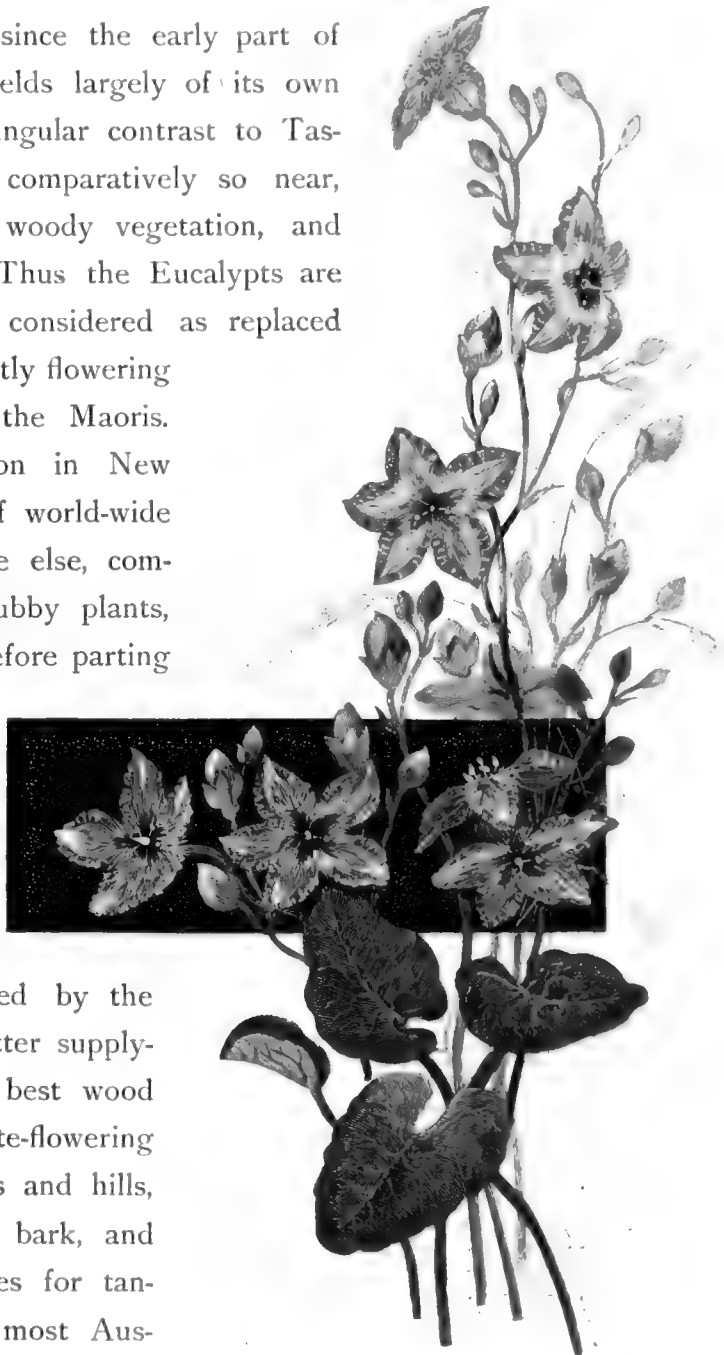 since the early part of
elds largely of its own
ngular contrast to Tas-
comparatively so near,
woody vegetation, and
Thus the Eucalypts are
considered as replaced
tly flowering
the Maoris.
on in New
f world-wide
e else, com-
ubby plants,
efore parting
ed by the
tter supply-
best wood
te-flowering
s and hills,
bark, and
es for tan-
most Aus-